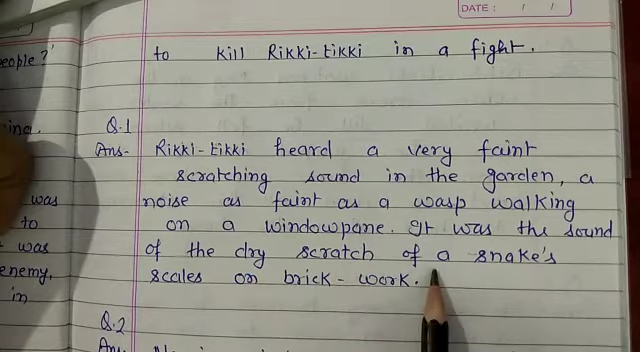 DATE: / /
eople ?'
to kill Rikki-tikki in a fight.
Q.1
Ans- Rikki-tikki heard a very faint
scratching sound in the garden, a
was noise as faint as a wasp walking
to on a windowpane. It was the sound
was of the dry scratch of a snake's
enemy, scales on brick-work.
in
Q.2
Ans-